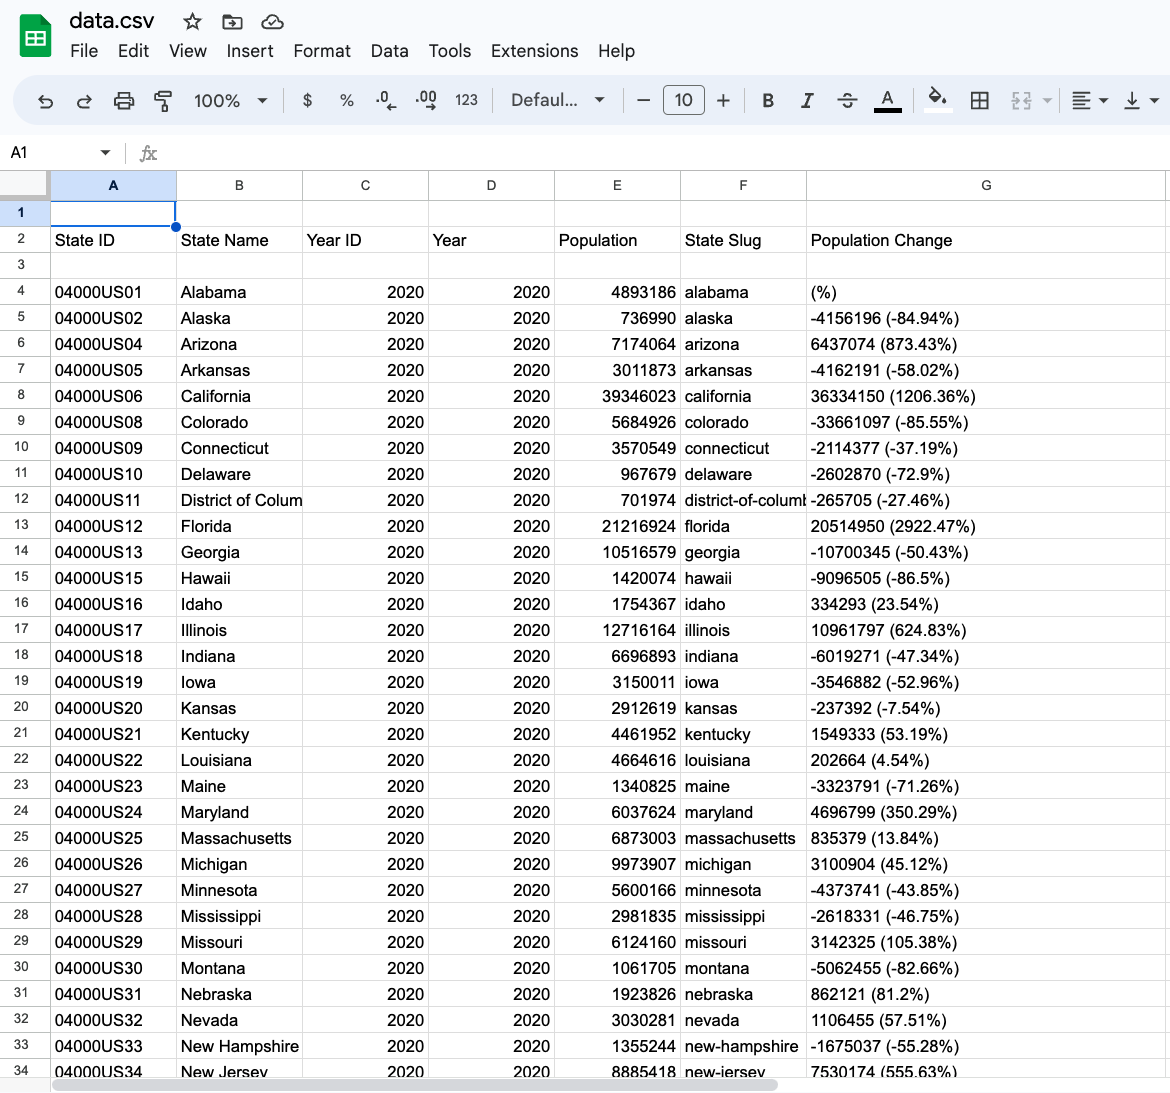 data.csv
File Edit View Insert Format Data Tools Extensions Help
100% $ % .0 .00 123 Defaul... − 10 + B I S A
A1 fx
A B C D E F G
1
2 State ID State Name Year ID Year Population State Slug Population Change
3
4 04000US01 Alabama 2020 2020 4893186 alabama (%)
5 04000US02 Alaska 2020 2020 736990 alaska -4156196 (-84.94%)
6 04000US04 Arizona 2020 2020 7174064 arizona 6437074 (873.43%)
7 04000US05 Arkansas 2020 2020 3011873 arkansas -4162191 (-58.02%)
8 04000US06 California 2020 2020 39346023 california 36334150 (1206.36%)
9 04000US08 Colorado 2020 2020 5684926 colorado -33661097 (-85.55%)
10 04000US09 Connecticut 2020 2020 3570549 connecticut -2114377 (-37.19%)
11 04000US10 Delaware 2020 2020 967679 delaware -2602870 (-72.9%)
12 04000US11 District of Colum 2020 2020 701974 district-of-columb -265705 (-27.46%)
13 04000US12 Florida 2020 2020 21216924 florida 20514950 (2922.47%)
14 04000US13 Georgia 2020 2020 10516579 georgia -10700345 (-50.43%)
15 04000US15 Hawaii 2020 2020 1420074 hawaii -9096505 (-86.5%)
16 04000US16 Idaho 2020 2020 1754367 idaho 334293 (23.54%)
17 04000US17 Illinois 2020 2020 12716164 illinois 10961797 (624.83%)
18 04000US18 Indiana 2020 2020 6696893 indiana -6019271 (-47.34%)
19 04000US19 Iowa 2020 2020 3150011 iowa -3546882 (-52.96%)
20 04000US20 Kansas 2020 2020 2912619 kansas -237392 (-7.54%)
21 04000US21 Kentucky 2020 2020 4461952 kentucky 1549333 (53.19%)
22 04000US22 Louisiana 2020 2020 4664616 louisiana 202664 (4.54%)
23 04000US23 Maine 2020 2020 1340825 maine -3323791 (-71.26%)
24 04000US24 Maryland 2020 2020 6037624 maryland 4696799 (350.29%)
25 04000US25 Massachusetts 2020 2020 6873003 massachusetts 835379 (13.84%)
26 04000US26 Michigan 2020 2020 9973907 michigan 3100904 (45.12%)
27 04000US27 Minnesota 2020 2020 5600166 minnesota -4373741 (-43.85%)
28 04000US28 Mississippi 2020 2020 2981835 mississippi -2618331 (-46.75%)
29 04000US29 Missouri 2020 2020 6124160 missouri 3142325 (105.38%)
30 04000US30 Montana 2020 2020 1061705 montana -5062455 (-82.66%)
31 04000US31 Nebraska 2020 2020 1923826 nebraska 862121 (81.2%)
32 04000US32 Nevada 2020 2020 3030281 nevada 1106455 (57.51%)
33 04000US33 New Hampshire 2020 2020 1355244 new-hampshire -1675037 (-55.28%)
34 04000US34 New Jersey 2020 2020 8885418 new-jersey 7530174 (555.63%)